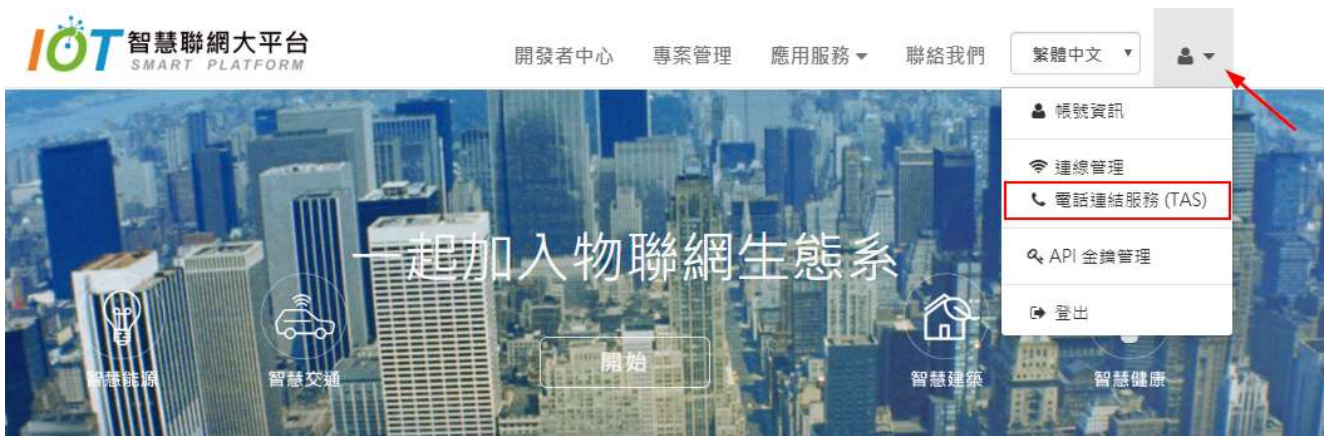 IOT 智慧聯網大平台
SMART PLATFORM
開發者中心 專案管理 應用服務 聯絡我們 繁體中文
帳號資訊
連線管理
電話連結服務 (TAS)
API 金鑰管理
登出
一起加入物聯網生態系
開始
智慧能源 智慧交通 智慧建築 智慧健康